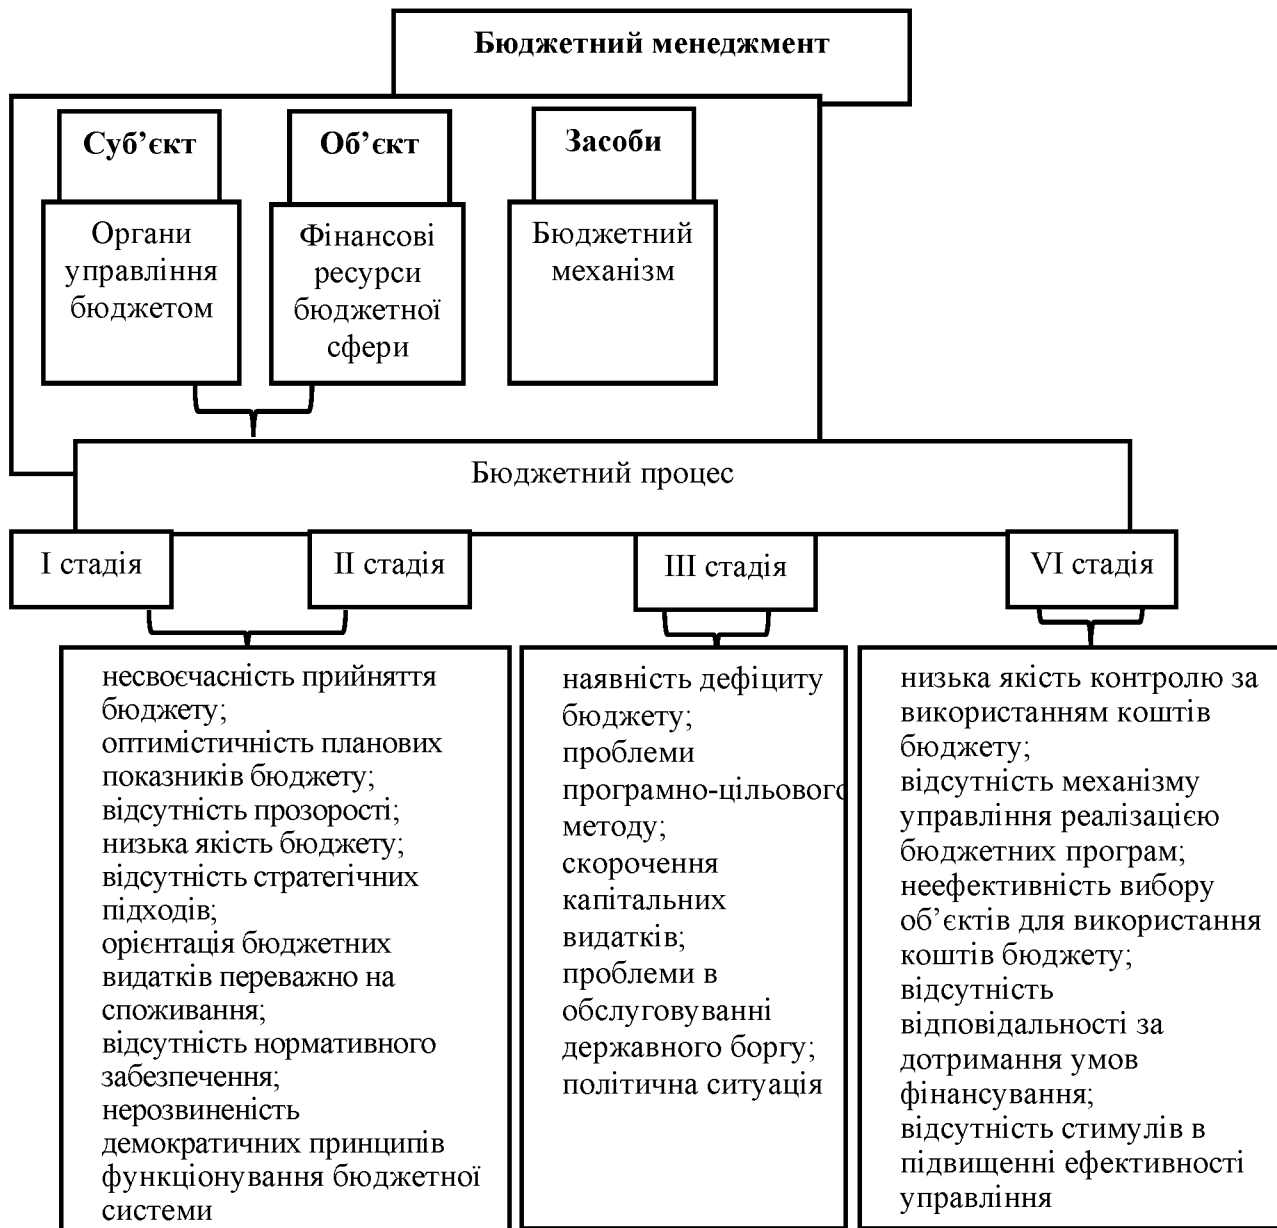 Бюджетний менеджмент
Суб’єкт
Об’єкт
Засоби
Органи
управління
бюджетом
Фінансові
ресурси
бюджетної
сфери
Бюджетний
механізм
Бюджетний процес
I стадія
II стадія
III стадія
VI стадія
несвоєчасність прийняття
бюджету;
оптимістичність планових
показників бюджету;
відсутність прозорості;
низька якість бюджету;
відсутність стратегічних
підходів;
орієнтація бюджетних
видатків переважно на
споживання;
відсутність нормативного
забезпечення;
нерозвиненість
демократичних принципів
функціонування бюджетної
системи
наявність дефіциту
бюджету;
проблеми
програмно-цільового
методу;
скорочення
капітальних
видатків;
проблеми в
обслуговуванні
державного боргу;
політична ситуація
низька якість контролю за
використанням коштів
бюджету;
відсутність механізму
управління реалізацією
бюджетних програм;
неефективність вибору
об’єктів для використання
коштів бюджету;
відсутність
відповідальності за
дотримання умов
фінансування;
відсутність стимулів в
підвищенні ефективності
управління